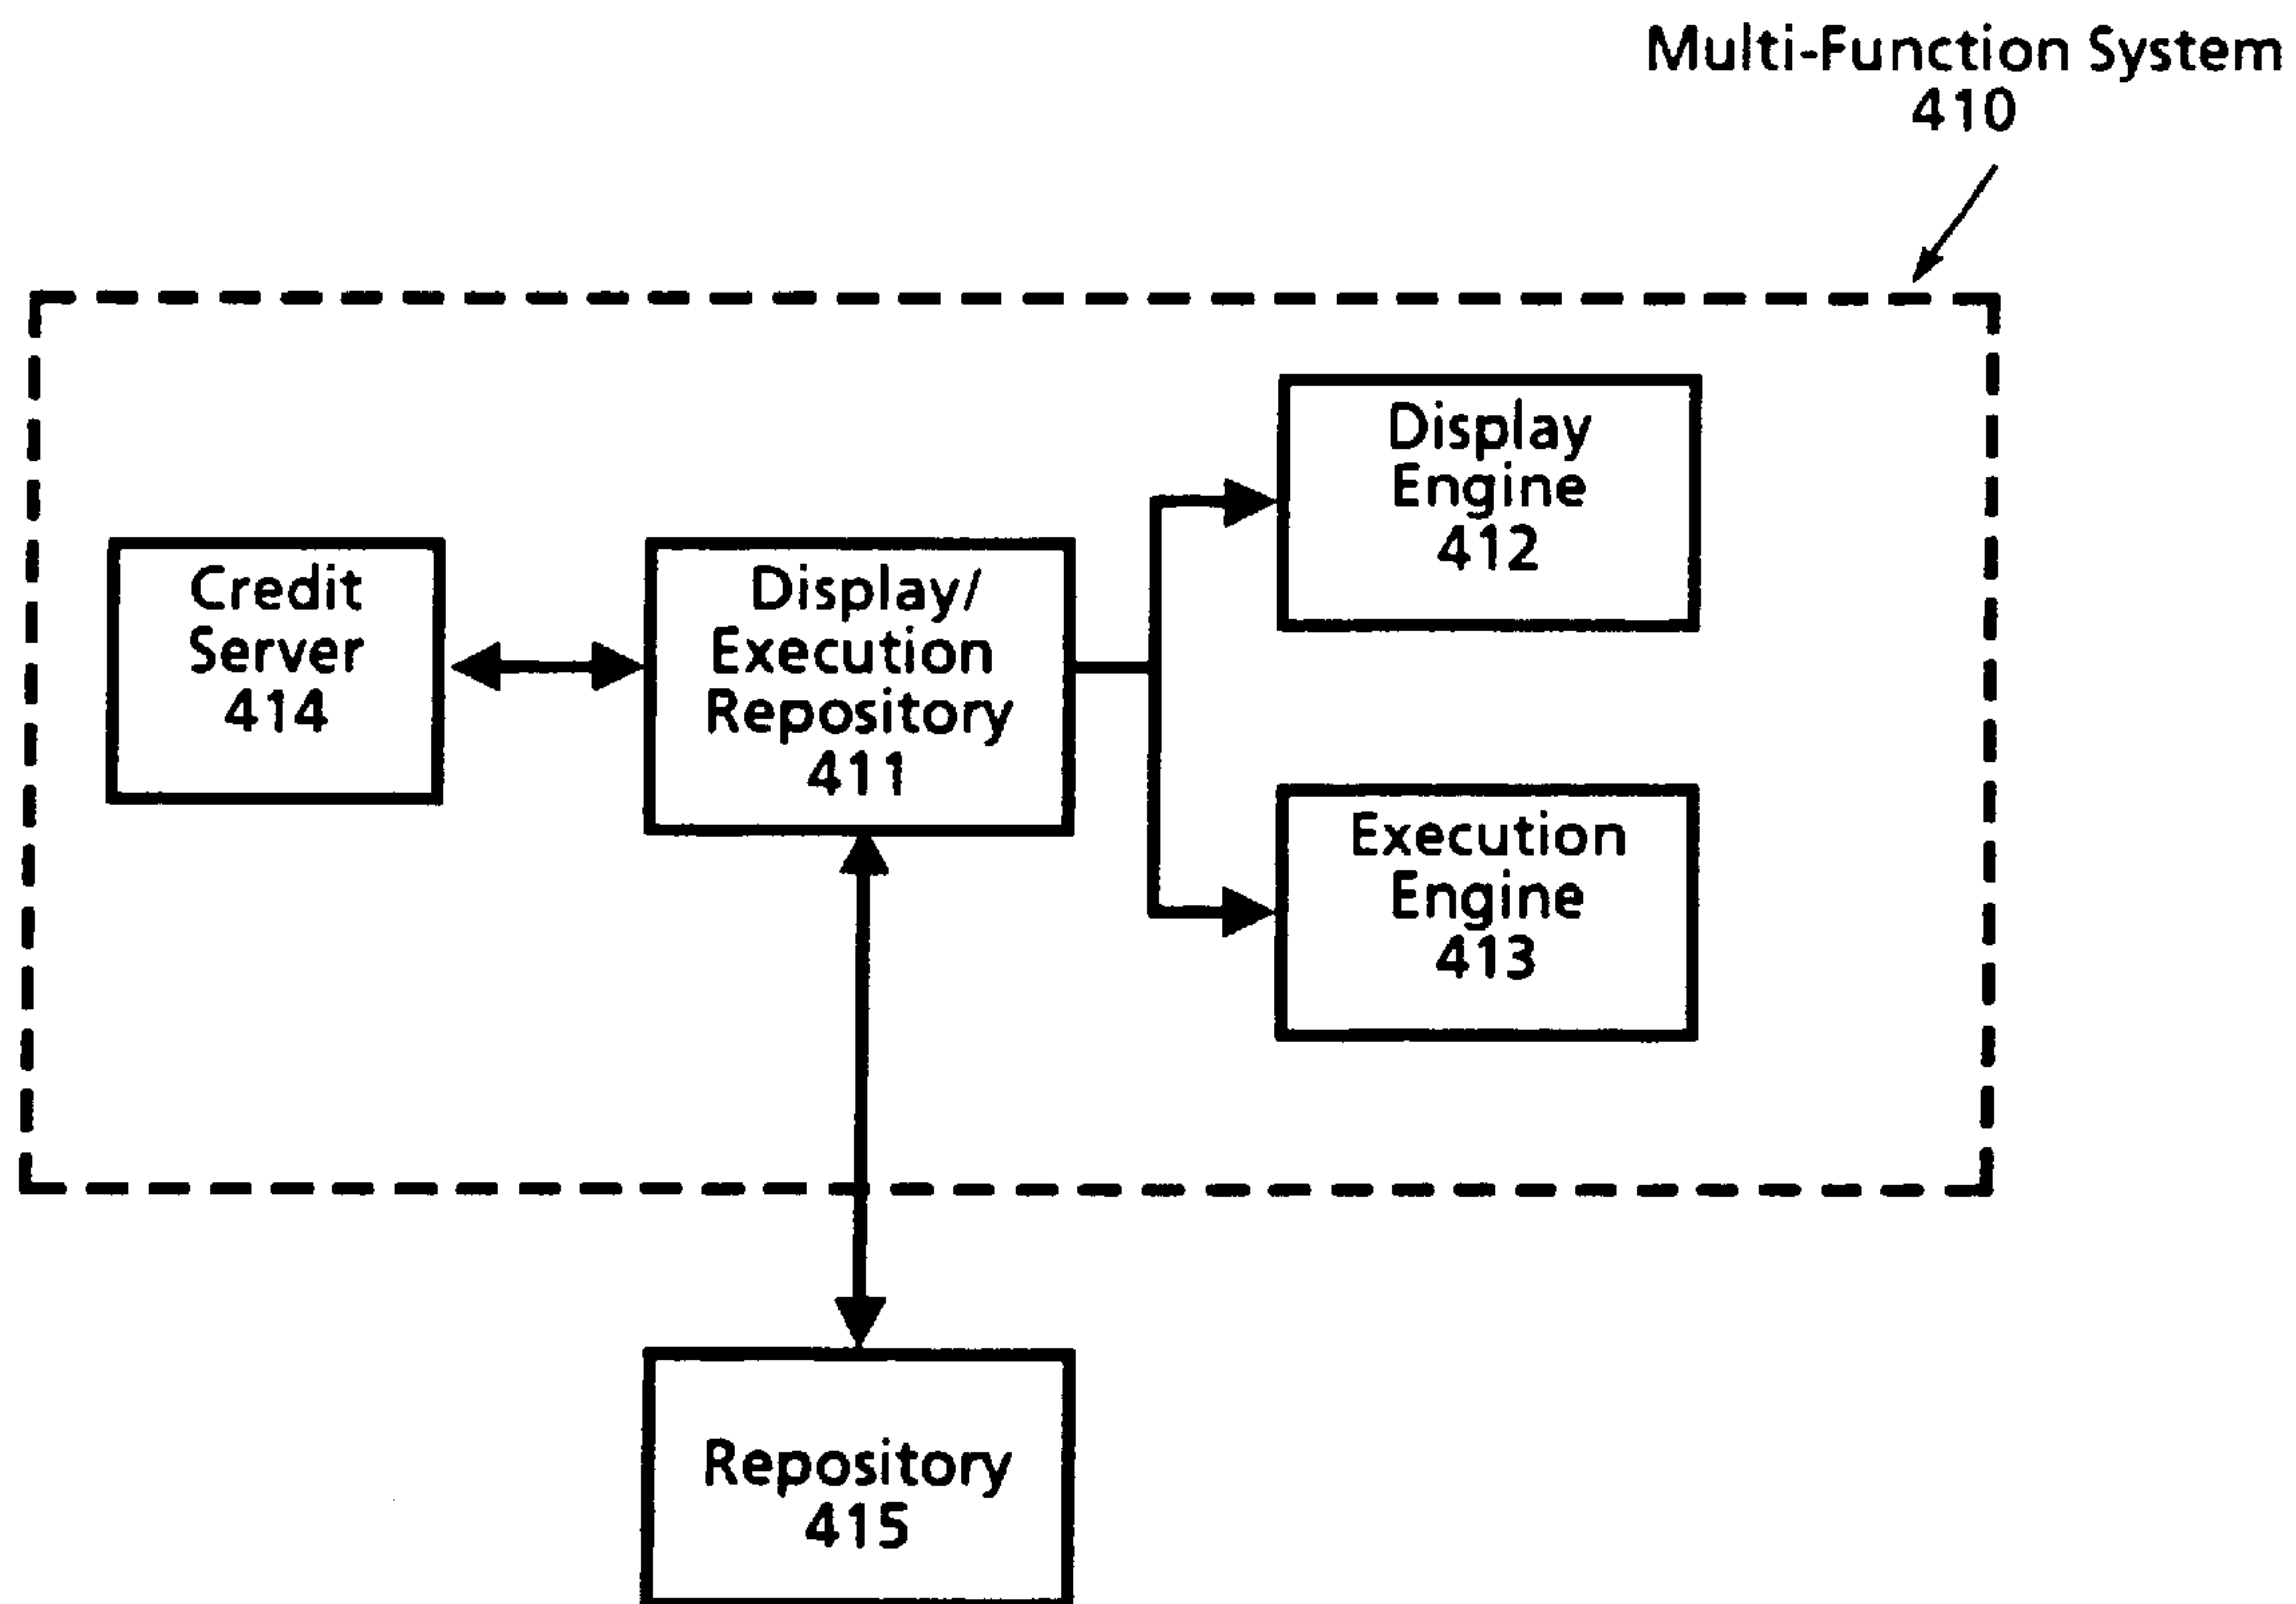 Multi-Function System
410
Display
Engine
412
Credit
Server
414
Display/
Execution
Repository
411
Execution
Engine
413
Repository
415